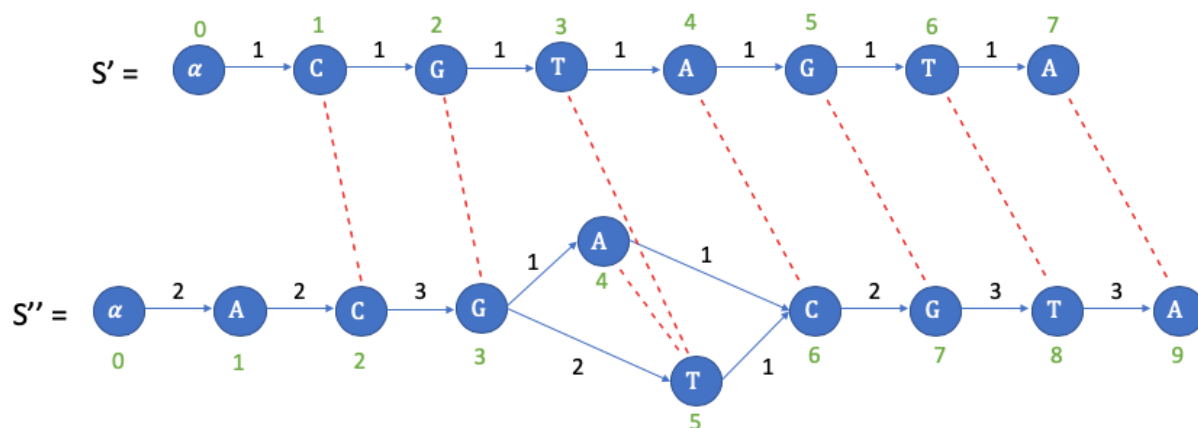 0 1 2 3 4 5 6 7
S' = α 1 C 1 G 1 T 1 A 1 G 1 T 1 A
A
1 4 1
S'' = α 2 A 2 C 3 G C 2 G 3 T 3 A
0 1 2 3 2 T 1 6 7 8 9
5